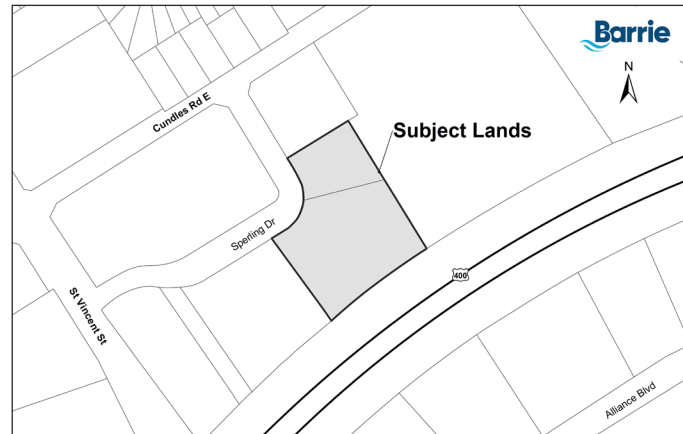 Barrie
N
Cundles Rd E
Subject Lands
Sperling Dr
400
St Vincent St
Alliance Blvd